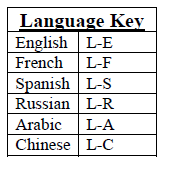 Language Key
English L-E
French L-F
Spanish L-S
Russian L-R
Arabic L-A
Chinese L-C